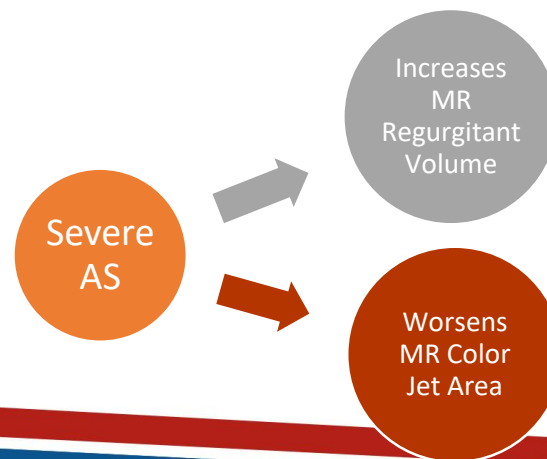 Increases
MR
Regurgitant
Volume
Severe
AS
Worsens
MR Color
Jet Area